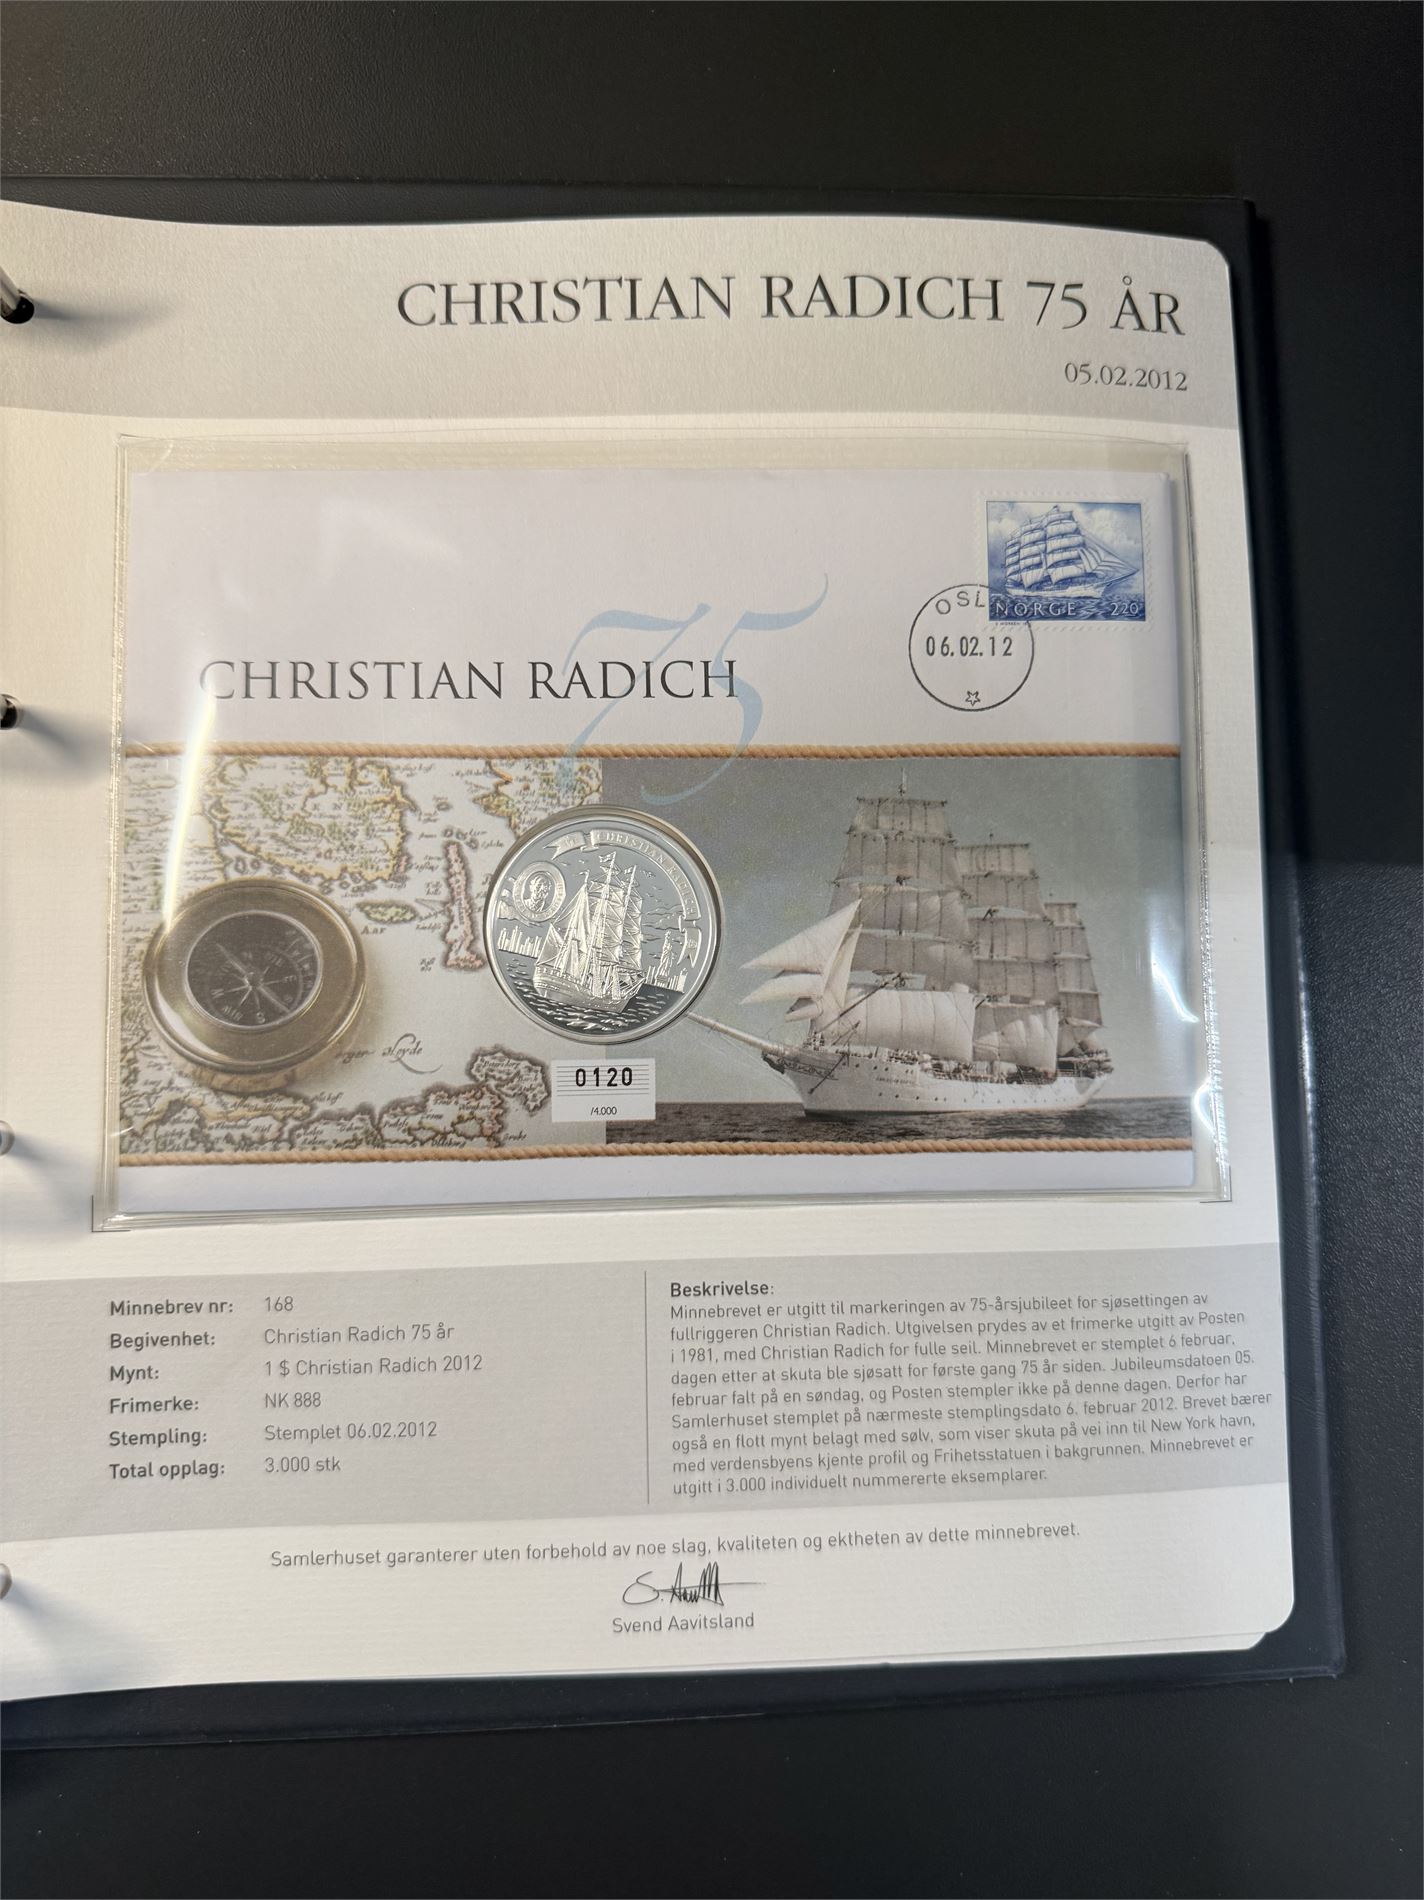 CHRISTIAN RADICH 75 ÅR
05.02.2012
NORGE 220
OSL
06.02.12
75
CHRISTIAN RADICH
CHRISTIAN RADICH
0120
/4.000
Minnebrev nr: 168
Begivenhet: Christian Radich 75 år
Mynt: 1 $ Christian Radich 2012
Frimerke: NK 888
Stempling: Stemplet 06.02.2012
Total opplag: 3.000 stk
Beskrivelse:
Minnebrevet er utgitt til markeringen av 75-årsjubileet for sjøsettingen av
fullriggeren Christian Radich. Utgivelsen prydes av et frimerke utgitt av Posten
i 1981, med Christian Radich for fulle seil. Minnebrevet er stemplet 6 februar,
dagen etter at skuta ble sjøsatt for første gang 75 år siden. Jubileumsdatoen 05.
februar falt på en søndag, og Posten stempler ikke på denne dagen. Derfor har
Samlerhuset stemplet på nærmeste stemplingsdato 6. februar 2012. Brevet bærer
også en flott mynt belagt med sølv, som viser skuta på vei inn til New York havn,
med verdensbyens kjente profil og Frihetsstatuen i bakgrunnen. Minnebrevet er
utgitt i 3.000 individuelt nummererte eksemplarer.
Samlerhuset garanterer uten forbehold av noe slag, kvaliteten og ektheten av dette minnebrevet.
Svend Aavitsland